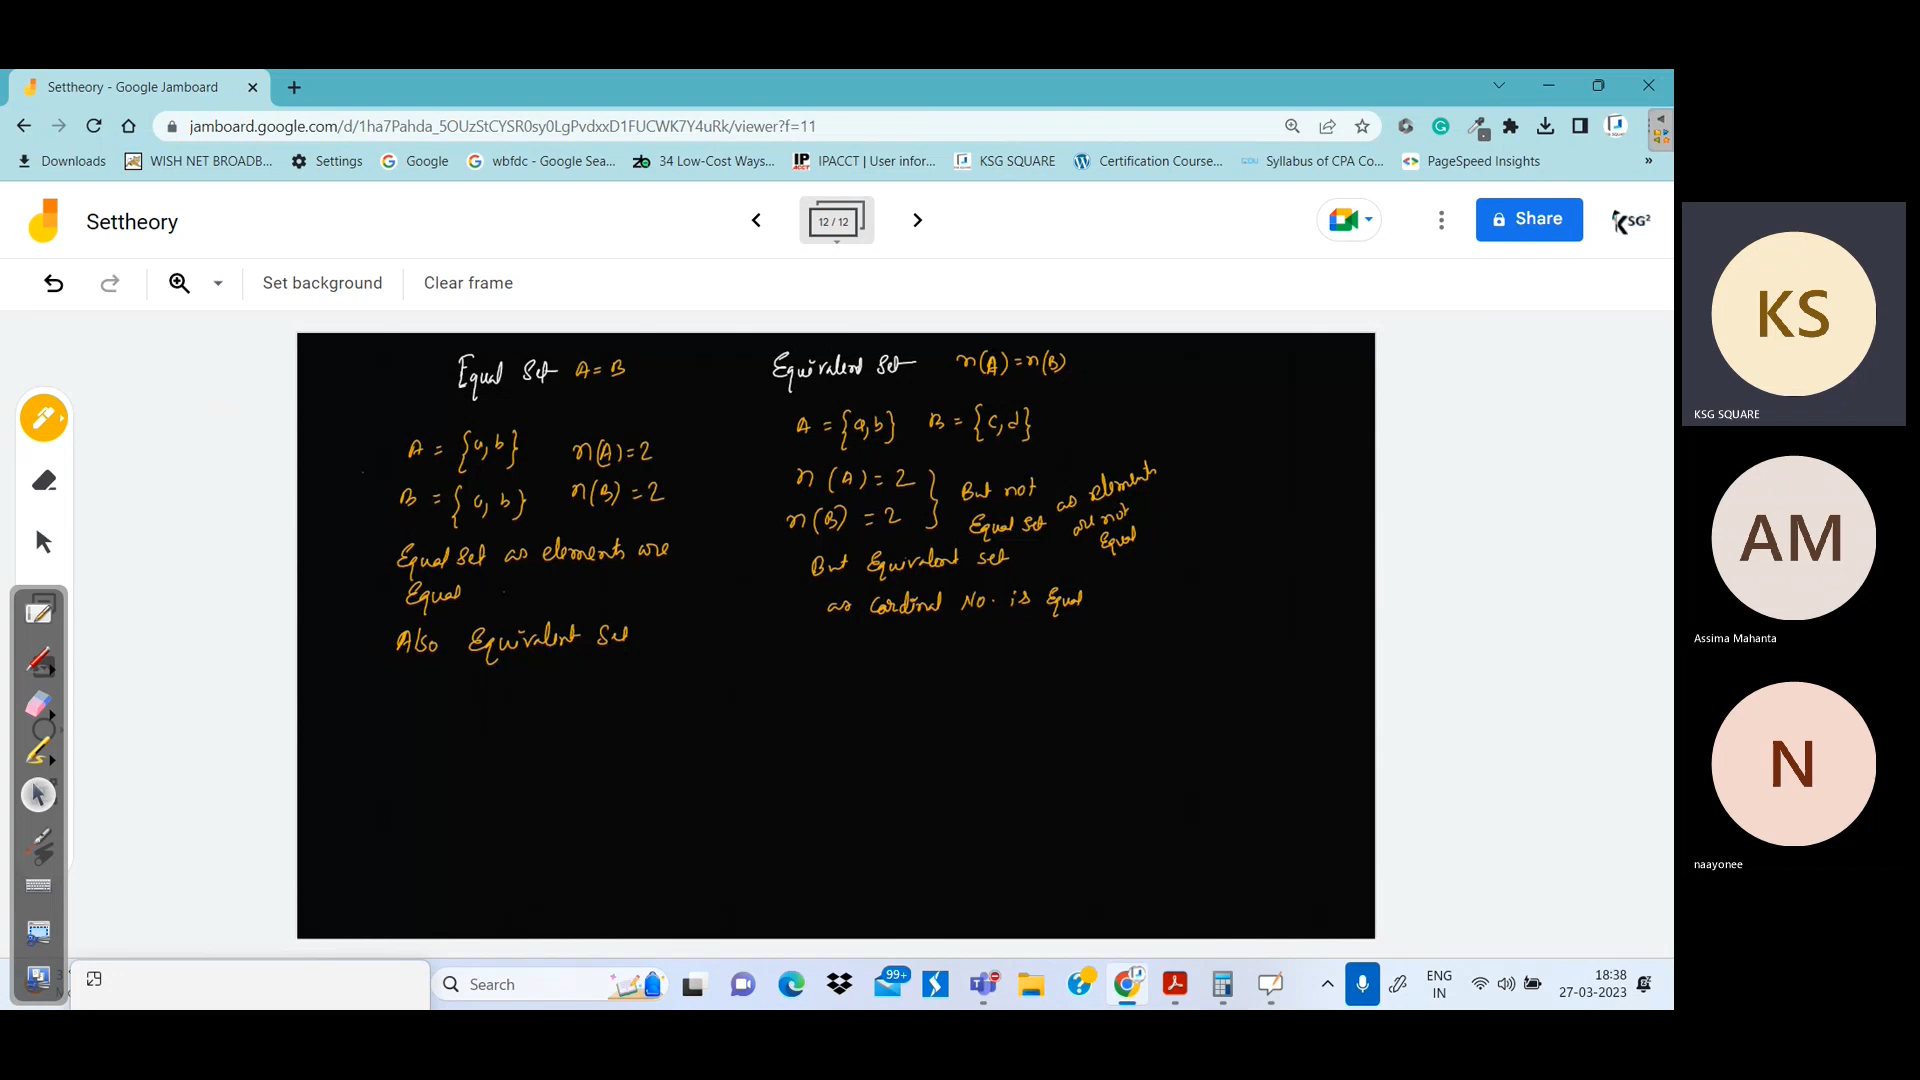 Settheory - Google Jamboard
jamboard.google.com/d/1ha7Pahda_5OUzStCYSR0sy0LgPvdxxD1FUCWK7Y4uRk/viewer?f=11
Downloads WISH NET BROADB... Settings Google wbfdc - Google Sea... 34 Low-Cost Ways... IPACCT | User infor... KSG SQUARE Certification Course... Syllabus of CPA Co... PageSpeed Insights »
Settheory 12 / 12 Share KSG²
Set background Clear frame
Equal Set A = B
A = {a, b} n(A) = 2
B = {a, b} n(B) = 2
Equal Set as elements are
Equal
Also Equivalent Set
Equivalent Set n(A) = n(B)
A = {a, b} B = {c, d}
n(A) = 2
n(B) = 2
} But not
Equal Set
as elements
are not
Equal
But Equivalent Set
as Cardinal No. is Equal
KS
KSG SQUARE
AM
Assima Mahanta
N
naayonee
Search 99+ ENG
IN
18:38
27-03-2023